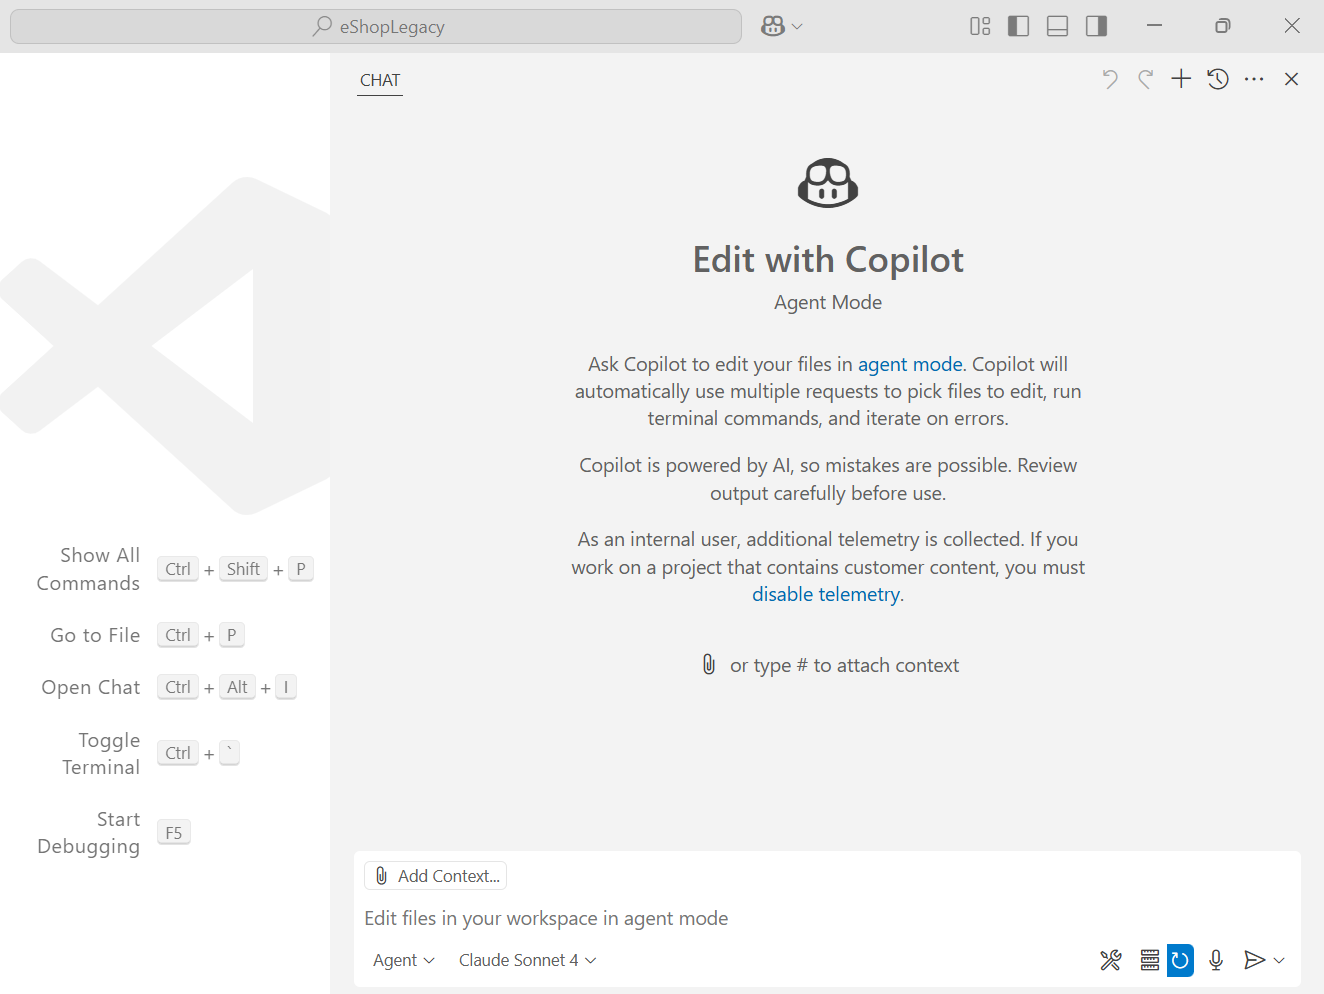 eShopLegacy
CHAT
Edit with Copilot
Agent Mode
Ask Copilot to edit your files in agent mode. Copilot will
automatically use multiple requests to pick files to edit, run
terminal commands, and iterate on errors.
Copilot is powered by AI, so mistakes are possible. Review
output carefully before use.
As an internal user, additional telemetry is collected. If you
work on a project that contains customer content, you must
disable telemetry.
or type # to attach context
Show All
Commands
Ctrl + Shift + P
Go to File Ctrl + P
Open Chat Ctrl + Alt + I
Toggle
Terminal
Ctrl + `
Start
Debugging
F5
Add Context...
Edit files in your workspace in agent mode
Agent
Claude Sonnet 4